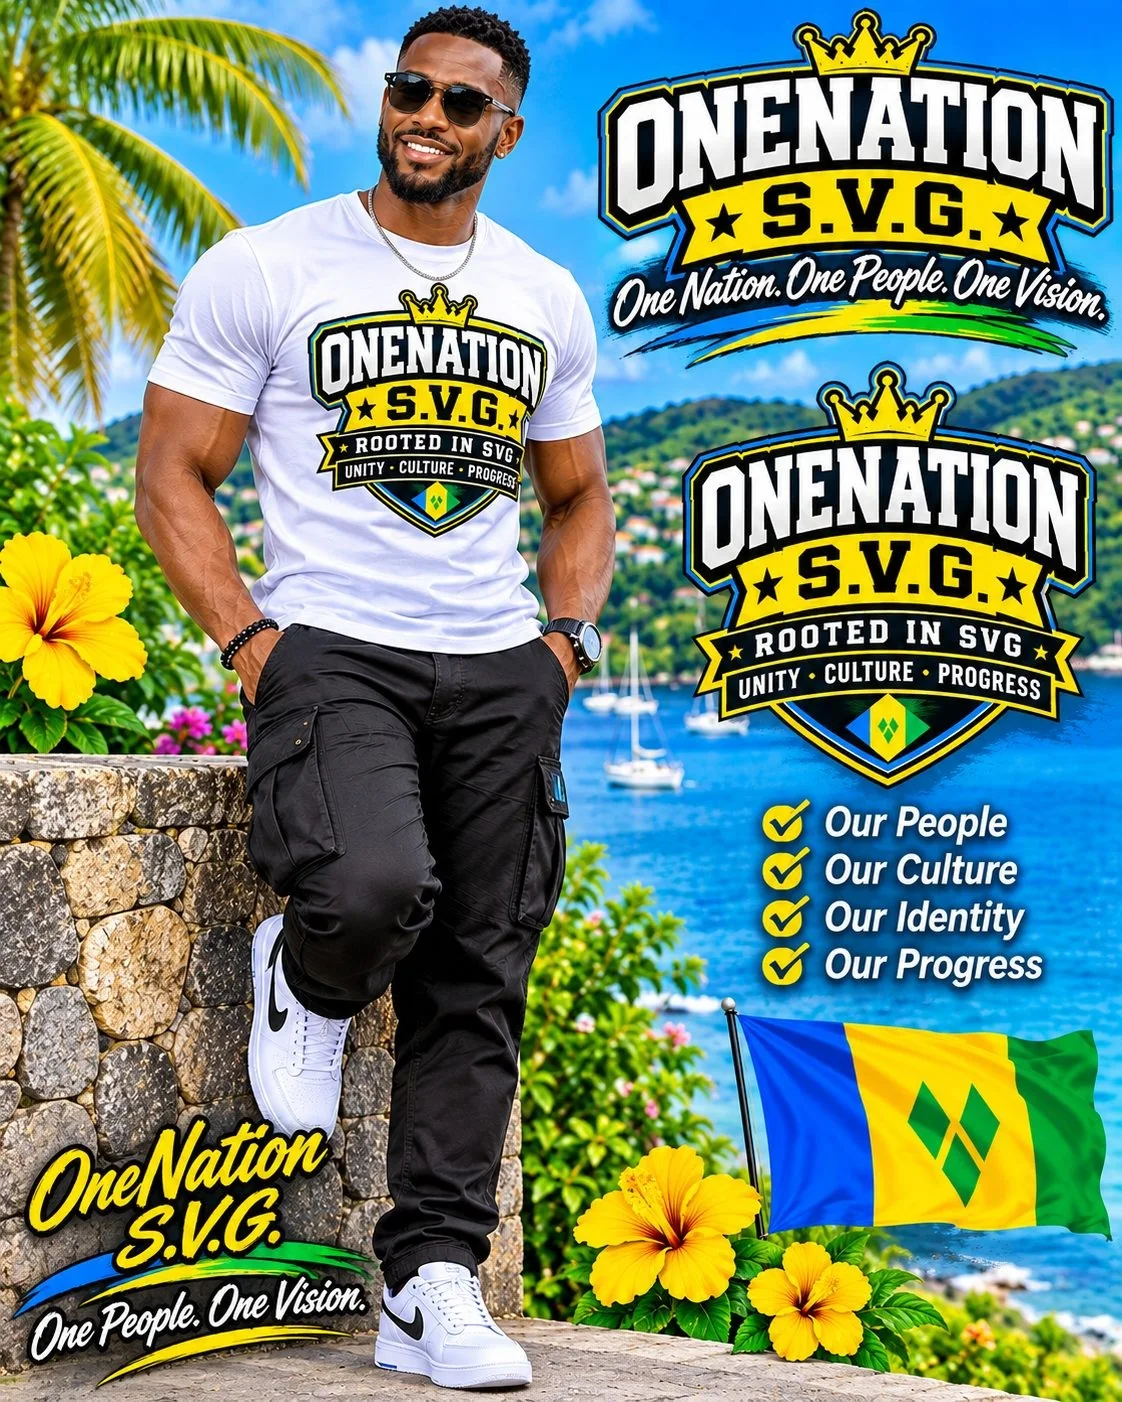 ONENATION
S.V.G.
One Nation. One People. One Vision.
ONENATION
S.V.G.
ROOTED IN SVG
UNITY · CULTURE · PROGRESS
ONENATION
S.V.G.
ROOTED IN SVG
UNITY · CULTURE · PROGRESS
Our People
Our Culture
Our Identity
Our Progress
OneNation
S.V.G.
One People. One Vision.